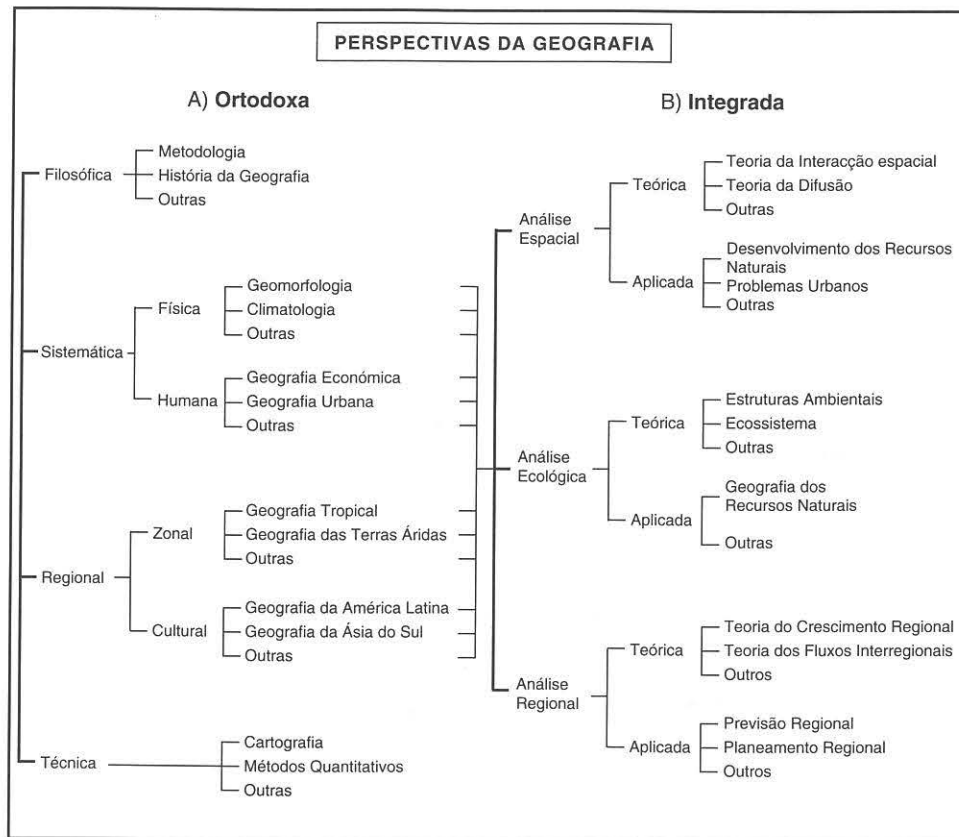 PERSPECTIVAS DA GEOGRAFIA
A) Ortodoxa
Filosófica
Metodologia
História da Geografia
Outras
Sistemática
Física
Geomorfologia
Climatologia
Outras
Humana
Geografia Económica
Geografia Urbana
Outras
Regional
Zonal
Geografia Tropical
Geografia das Terras Áridas
Outras
Cultural
Geografia da América Latina
Geografia da Ásia do Sul
Outras
Técnica
Cartografia
Métodos Quantitativos
Outras
B) Integrada
Análise
Espacial
Teórica
Teoria da Interacção espacial
Teoria da Difusão
Outras
Aplicada
Desenvolvimento dos Recursos
Naturais
Problemas Urbanos
Outras
Análise
Ecológica
Teórica
Estruturas Ambientais
Ecossistema
Outras
Aplicada
Geografia dos
Recursos Naturais
Outras
Análise
Regional
Teórica
Teoria do Crescimento Regional
Teoria dos Fluxos Interregionais
Outros
Aplicada
Previsão Regional
Planeamento Regional
Outros